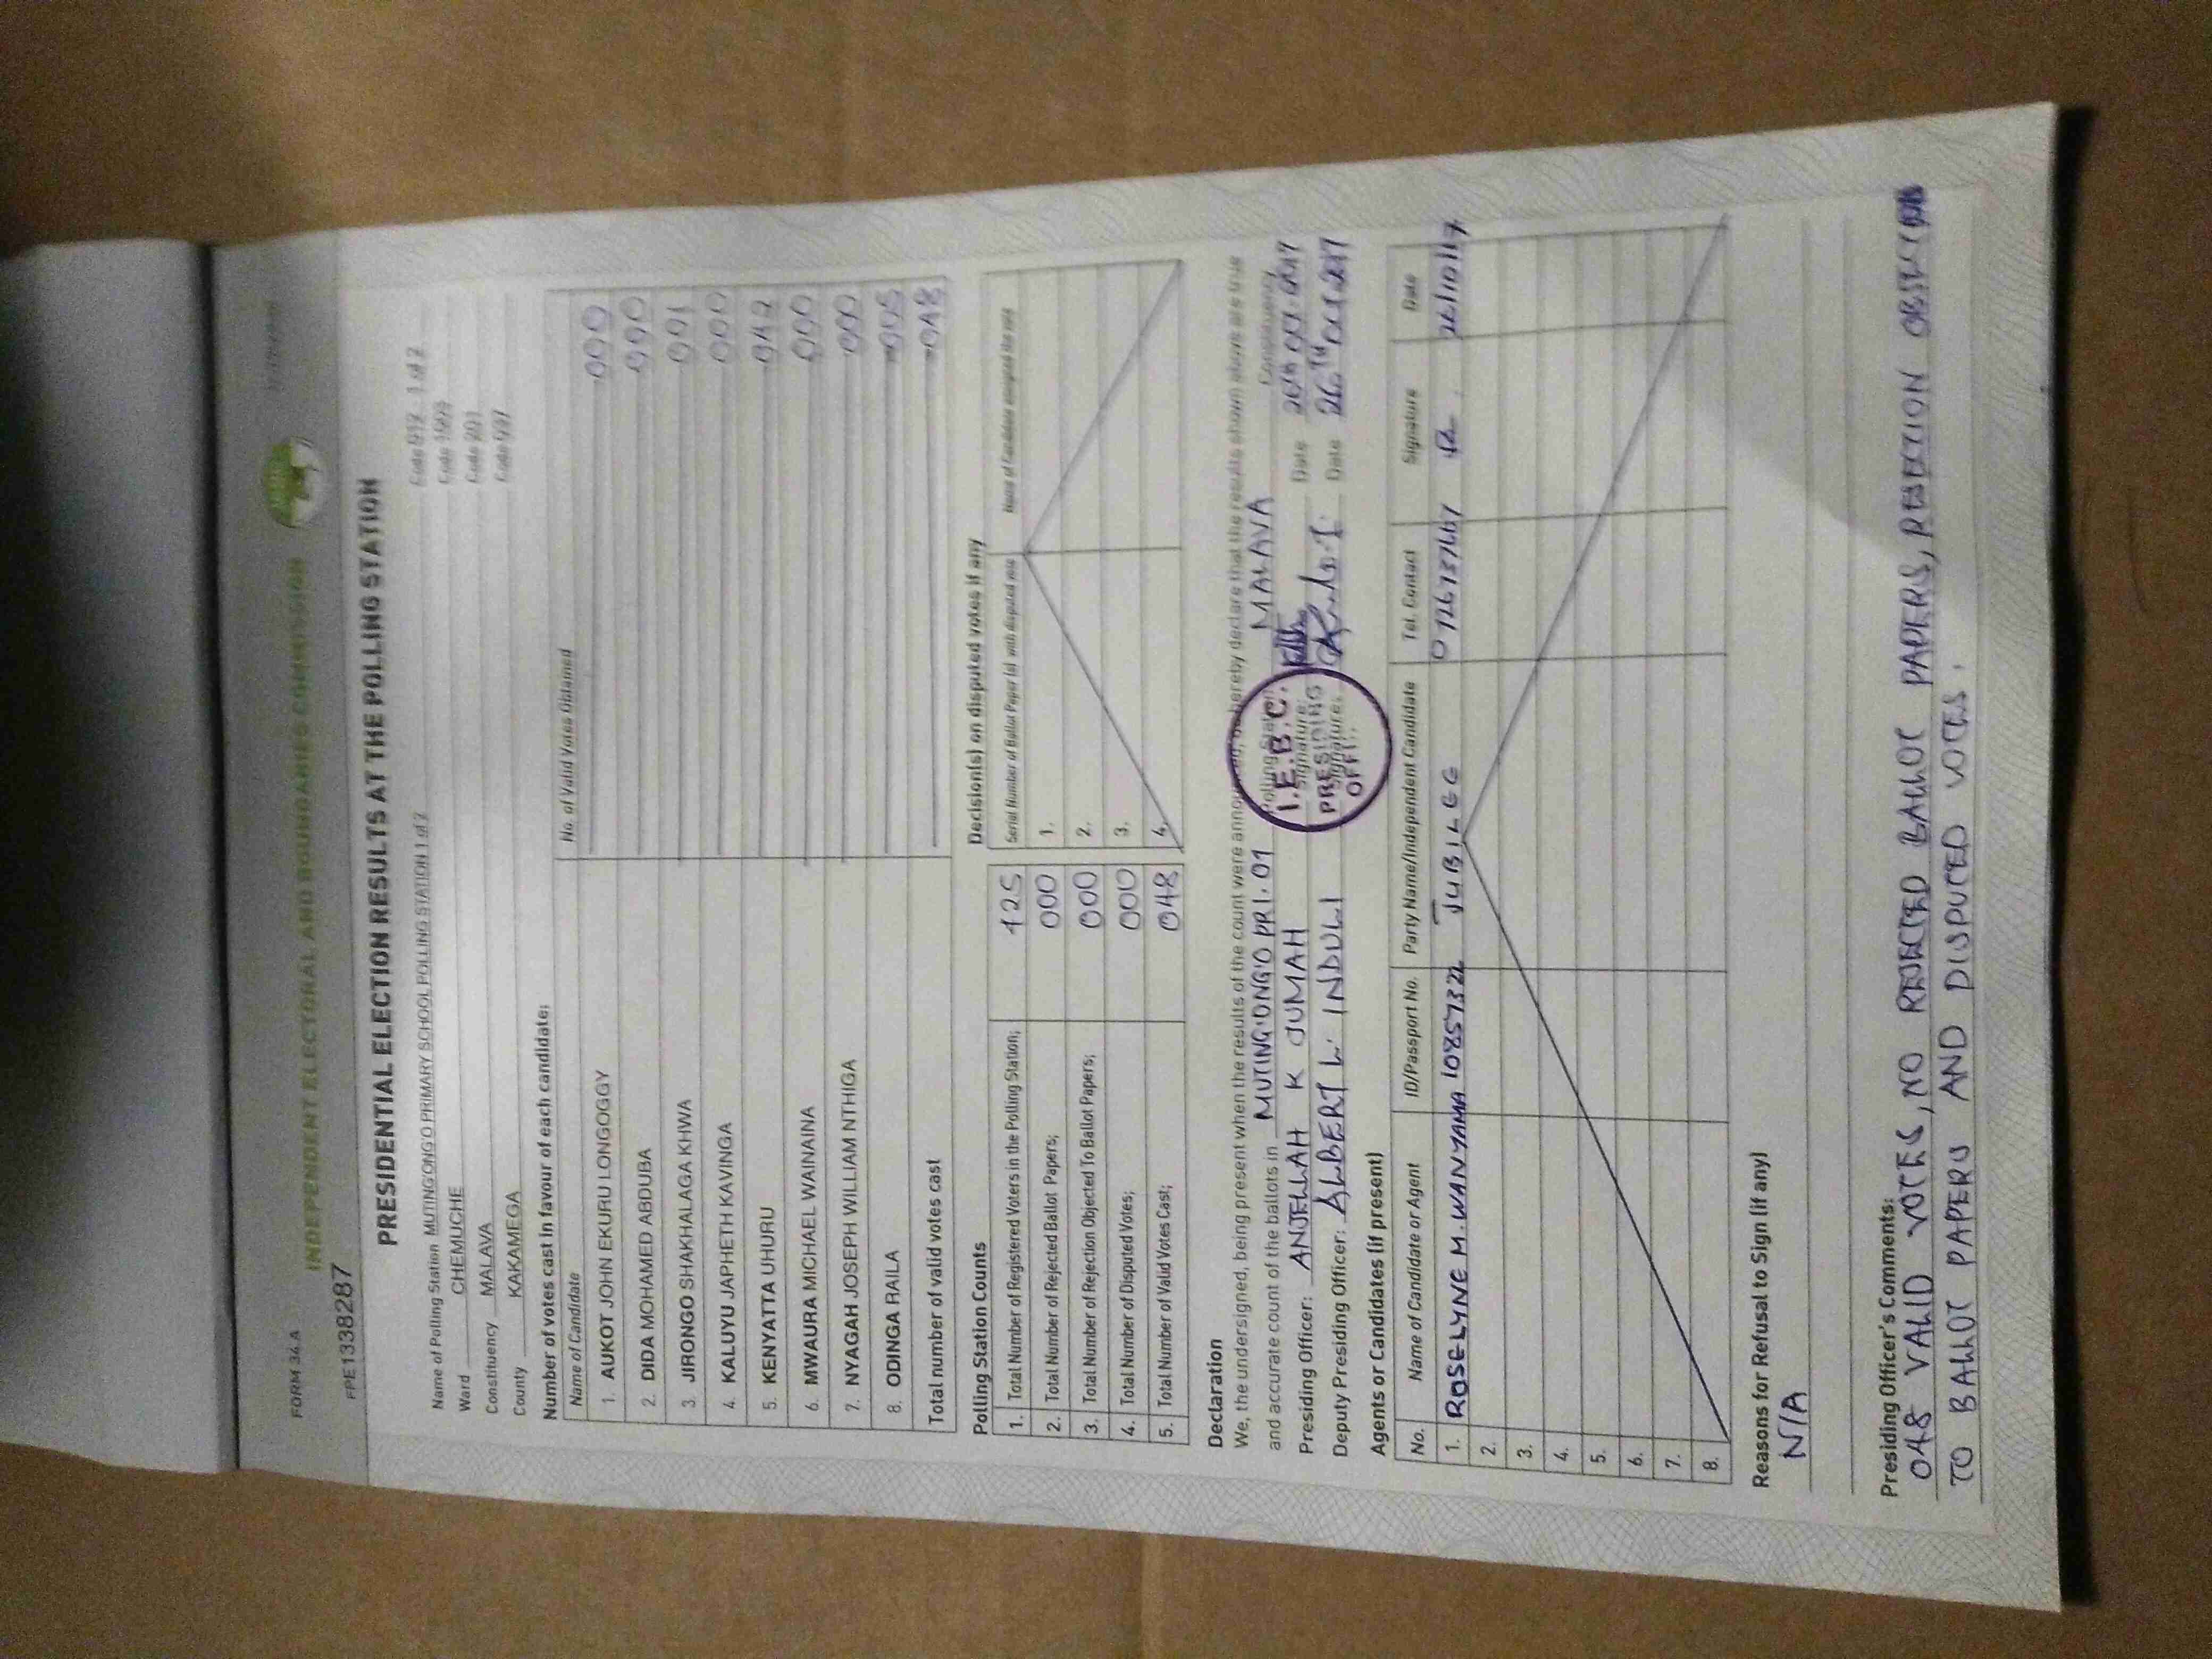 FORM 34 A
INDEPENDENT ELECTORAL AND BOUNDARIES COMMISSION
FPE1338287
PRESIDENTIAL ELECTION RESULTS AT THE POLLING STATION
Name of Polling Station MUTING'ONG'O PRIMARY SCHOOL POLLING STATION 1 of 2 Code 012 1 of 2
Ward CHEMUCHE Code
Constituency MALAVA Code 201
County KAKAMEGA Code 037
Number of votes cast in favour of each candidate:
Name of Candidate No. of Valid Votes Obtained
1. AUKOT JOHN EKURU LONGOGGY 000
2. DIDA MOHAMED ABDUBA 000
3. JIRONGO SHAKHALAGA KHWA 001
4. KALUYU JAPHETH KAVINGA 000
5. KENYATTA UHURU 042
6. MWAURA MICHAEL WAINAINA 000
7. NYAGAH JOSEPH WILLIAM NTHIGA 000
8. ODINGA RAILA 005
Total number of valid votes cast 048
Polling Station Counts
1. Total Number of Registered Voters in the Polling Station; 425
2. Total Number of Rejected Ballot Papers; 000
3. Total Number of Rejection Objected To Ballot Papers; 000
4. Total Number of Disputed Votes; 000
5. Total Number of Valid Votes Cast; 048
Decision(s) on disputed votes if any
Serial Number of Ballot Paper (s) with disputed vote Name of Candidate assigned the vote
1.
2.
3.
4.
Declaration
We, the undersigned, being present when the results of the count were announced, do hereby declare that the results shown above are true
and accurate count of the ballots in MUTING'ONG'O PRI. 01 Polling Station MALAVA Constituency
Presiding Officer: ANJELLAH K JUMAH Signature: Date 26th OCT. 2017
Deputy Presiding Officer: ALBERT L. INDULI Signature: Date 26TH OCT 2017
I.E.B.C.
PRESIDING
OFFI
Agents or Candidates (if present)
No. Name of Candidate or Agent ID/Passport No. Party Name/Independent Candidate Tel. Contact Signature Date
1. ROSELYNE M. WANYAMA 10857322 JUBILEE 26/10/17
2.
3.
4.
5.
6.
7.
8.
Reasons for Refusal to Sign (if any)
N/A
Presiding Officer's Comments:
048 VALID VOTES, NO REJECTED BALLOT PAPERS, REJECTION
TO BALLOT PAPERS AND DISPUTED VOTES.